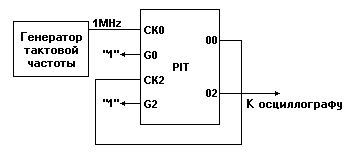 Генератор
тактовой
частоты
1MHz
CK0
"1"
G0
CK2
"1"
G2
PIT
00
02
К осциллографу